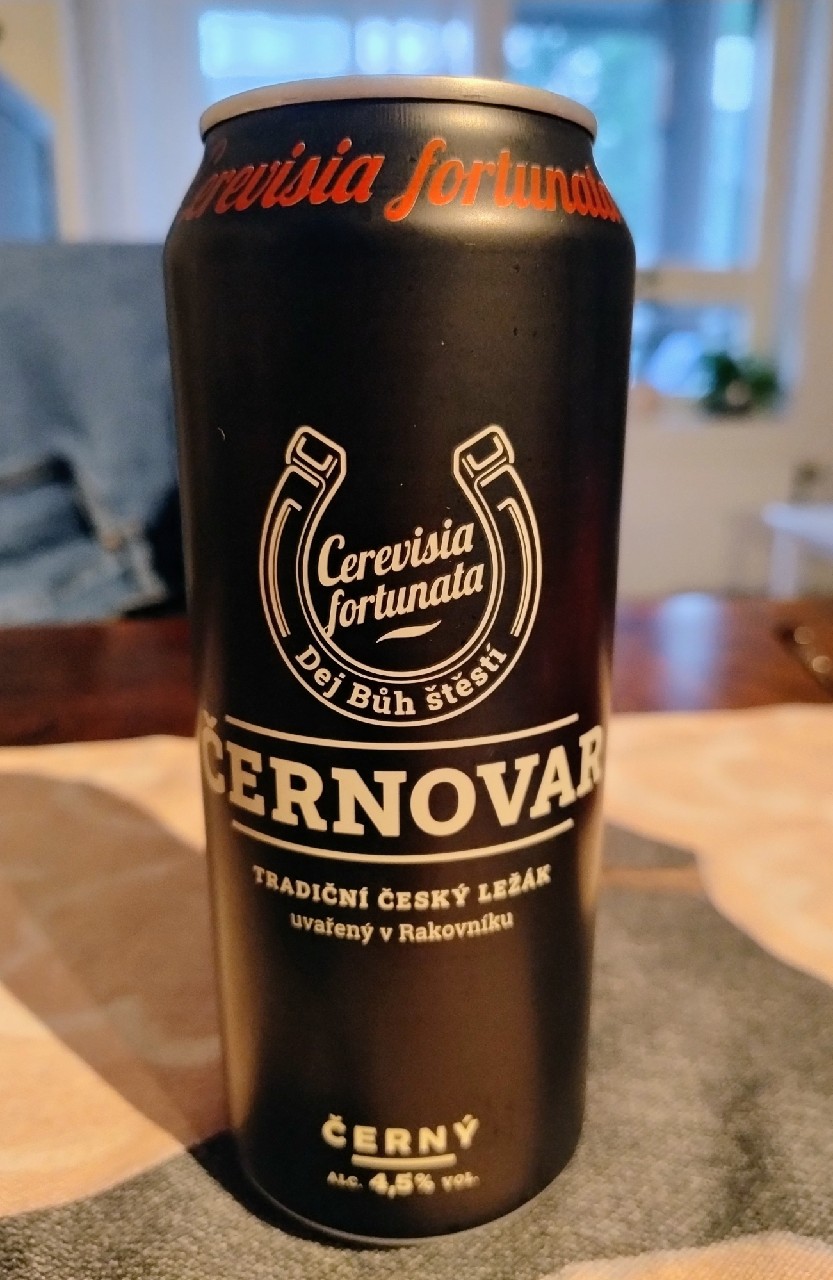 Cerevisia fortunata
Cerevisia
fortunata
Dej Bůh štěstí
ČERNOVAR
TRADIČNÍ ČESKÝ LEŽÁK
uvařený v Rakovníku
ČERNÝ
ALC. 4,5% VOL.